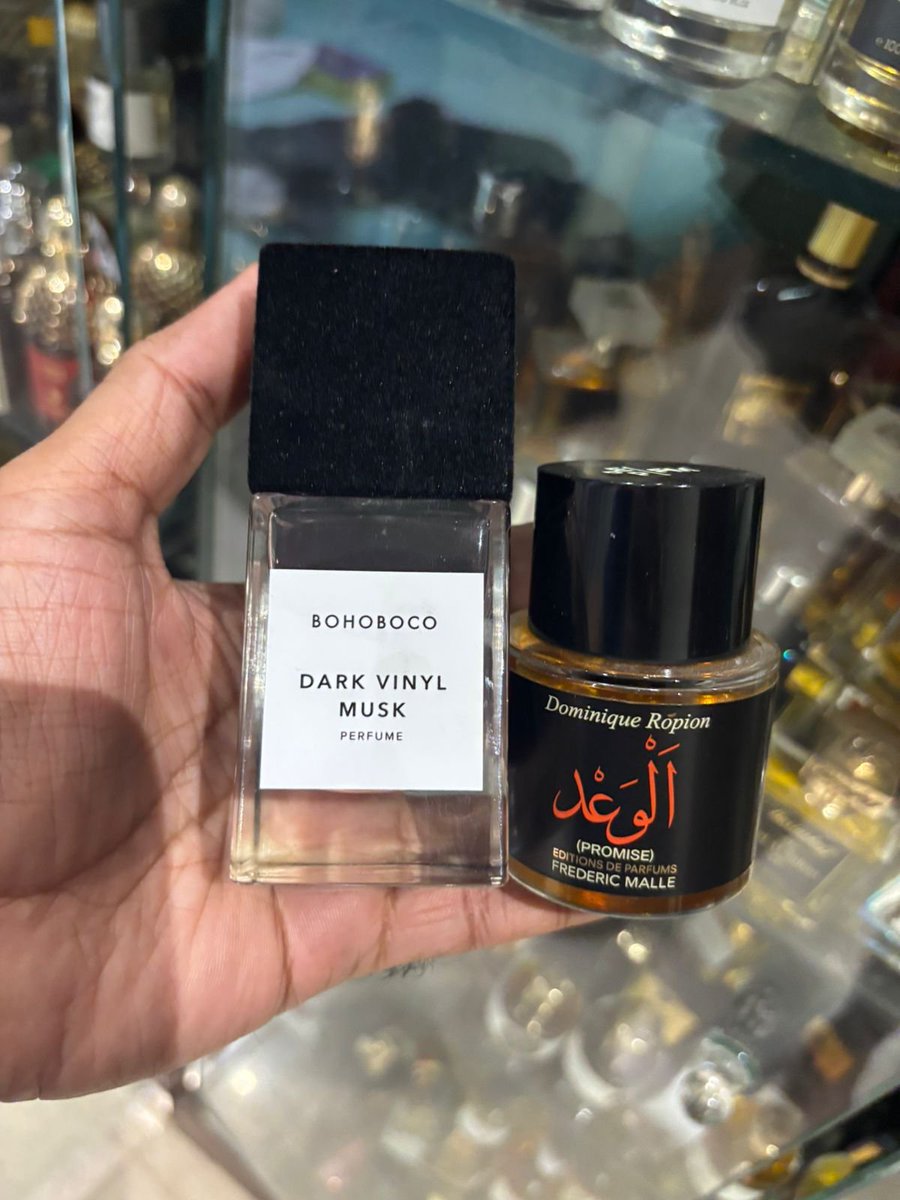 BOHOBOCO
DARK VINYL
MUSK
PERFUME
Dominique Ropion
اَلْوَعْد
(PROMISE)
EDITIONS DE PARFUMS
FREDERIC MALLE